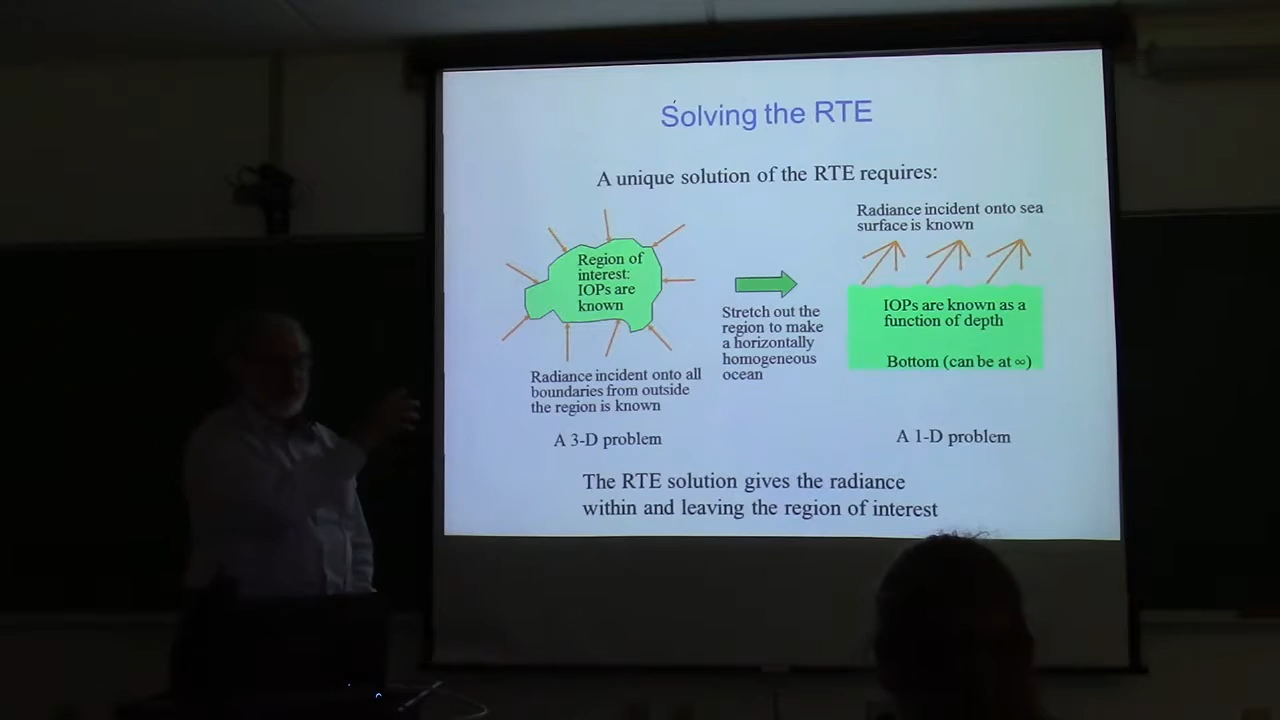 Solving the RTE
A unique solution of the RTE requires:
Region of
interest:
IOPs are
known
Radiance incident onto all
boundaries from outside
the region is known
A 3-D problem
Stretch out the
region to make
a horizontally
homogeneous
ocean
Radiance incident onto sea
surface is known
IOPs are known as a
function of depth
Bottom (can be at ∞)
A 1-D problem
The RTE solution gives the radiance
within and leaving the region of interest